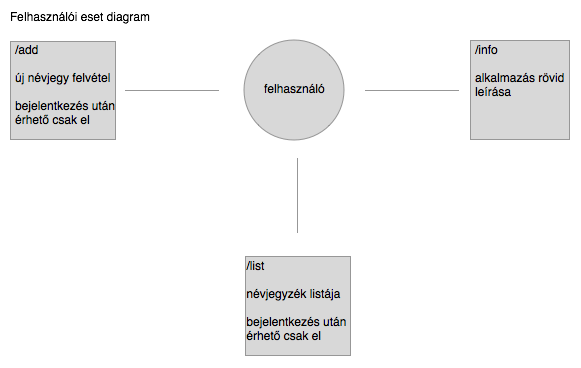 Felhasználói eset diagram
/add
új névjegy felvétel
bejelentkezés után
érhető csak el
felhasználó
/info
alkalmazás rövid
leírása
/list
névjegyzék listája
bejelentkezés után
érhető csak el